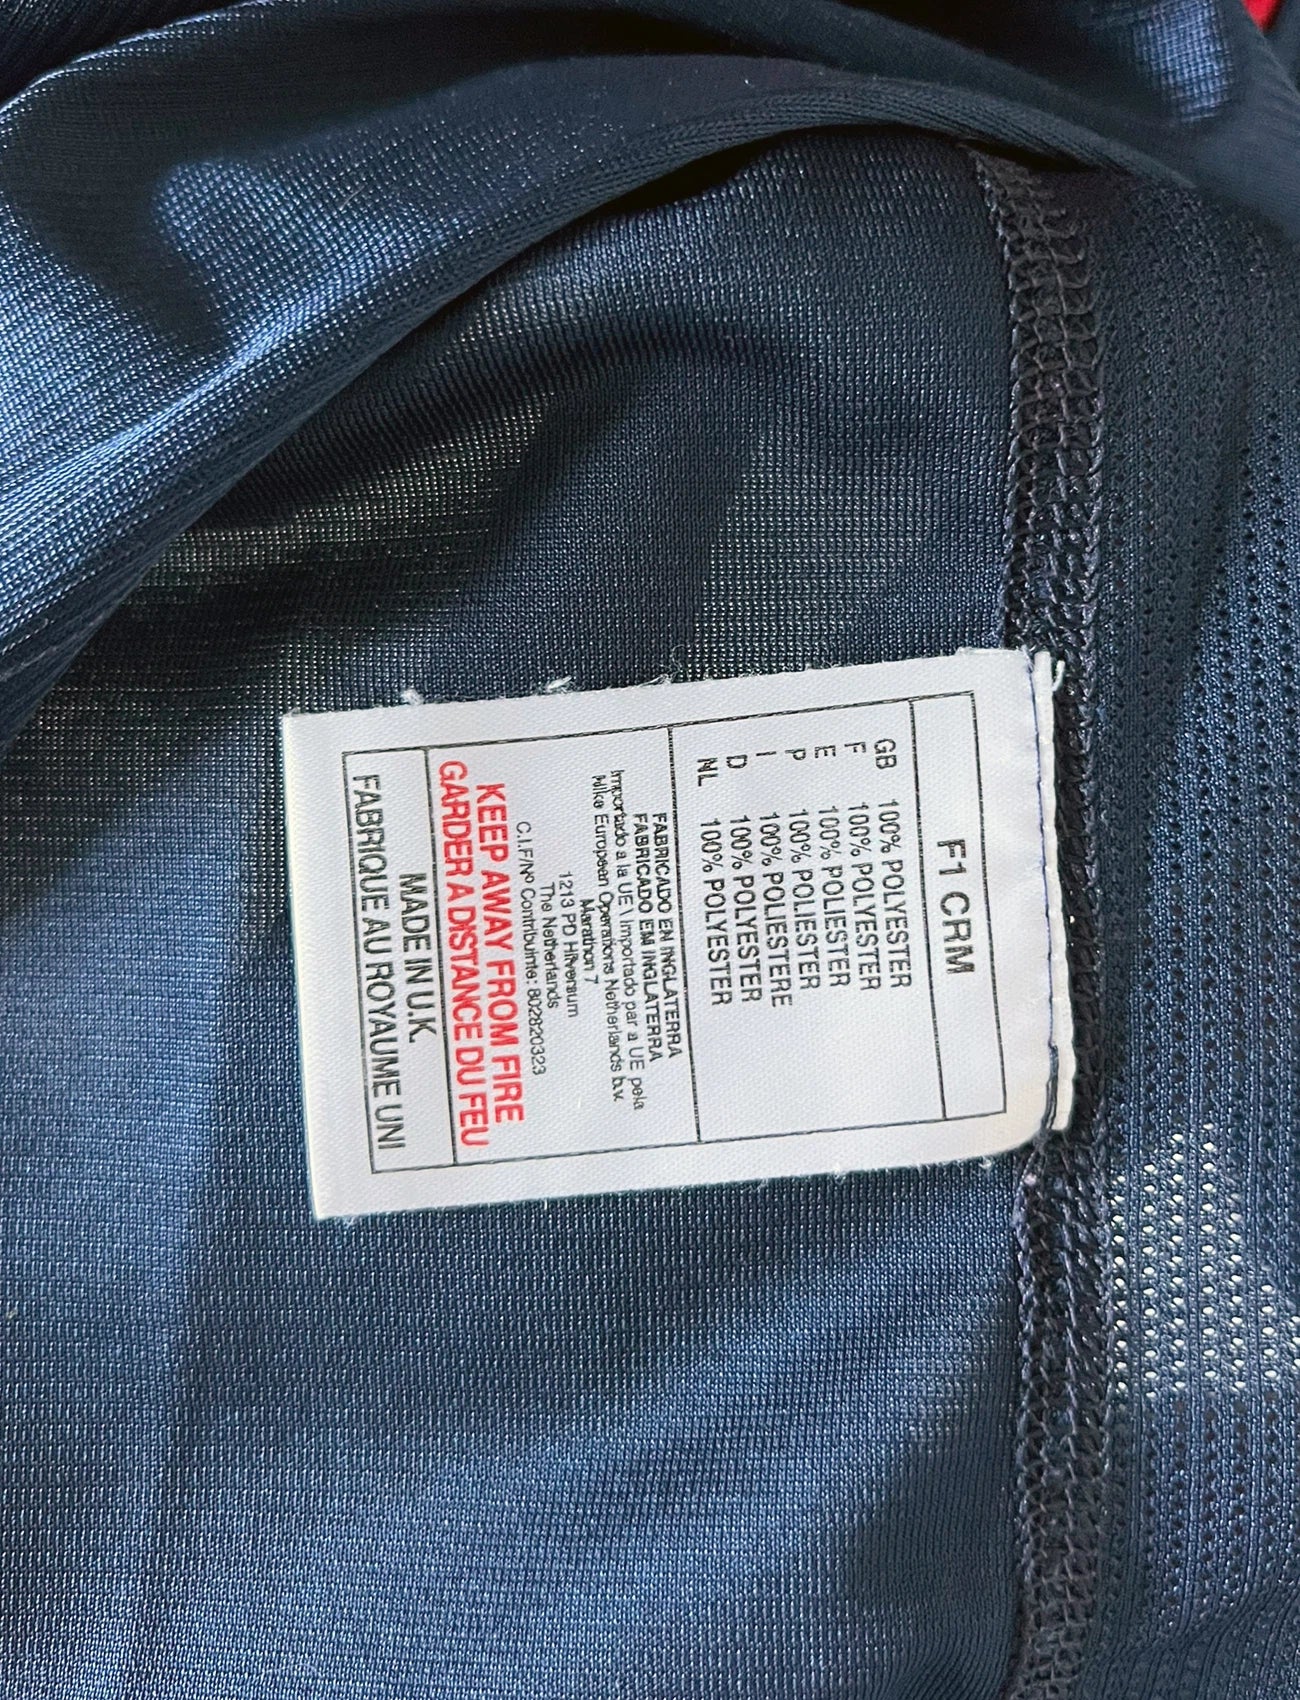 F1 CRM
GB 100% POLYESTER
F 100% POLYESTER
E 100% POLIESTER
P 100% POLIESTER
I 100% POLIESTERE
D 100% POLYESTER
NL 100% POLYESTER
FABRICADO EN INGLATERRA
FABRICADO EM INGLATERRA
Importado a la UE \ Importado par a UE pela
Nike European Operations Netherlands b.v.
Marathon 7
1213 PD Hilversum
The Netherlands
C.I.F/Nº Contribuinte: 802820323
KEEP AWAY FROM FIRE
GARDER A DISTANCE DU FEU
MADE IN U.K.
FABRIQUE AU ROYAUME UNI